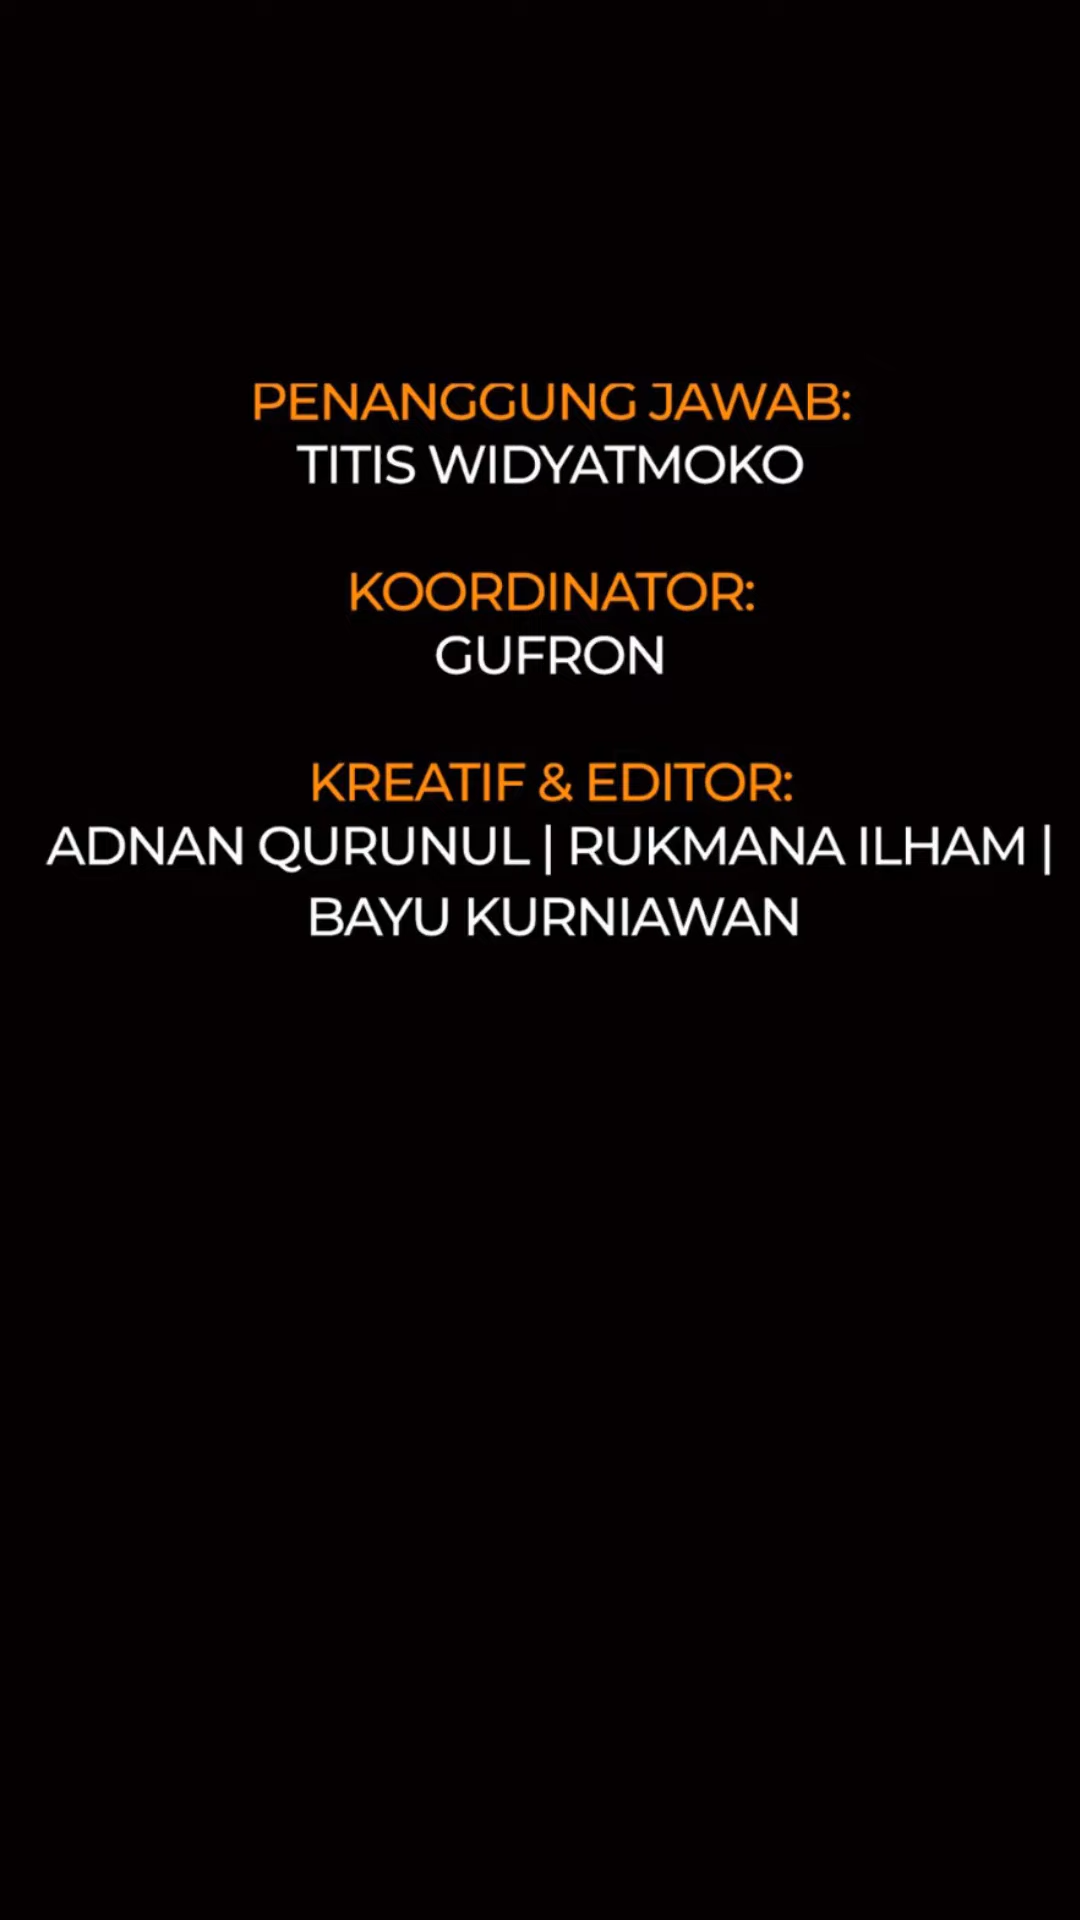 PENANGGUNG JAWAB:
TITIS WIDYATMOKO
KOORDINATOR:
GUFRON
KREATIF & EDITOR:
ADNAN QURUNUL | RUKMANA ILHAM |
BAYU KURNIAWAN